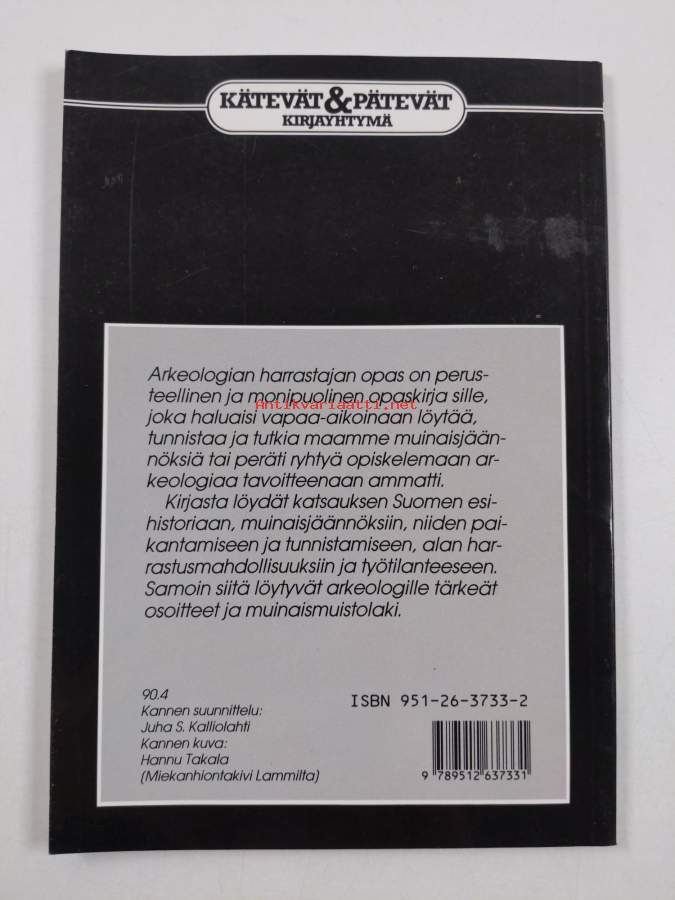 KÄTEVÄT & PÄTEVÄT
KIRJAYHTYMÄ
Arkeologian harrastajan opas on perus-
teellinen ja monipuolinen opaskirja sille,
Antikvariaatti.net
joka haluaisi vapaa-aikoinaan löytää,
tunnistaa ja tutkia maamme muinaisjään-
nöksiä tai peräti ryhtyä opiskelemaan ar-
keologiaa tavoitteenaan ammatti.
Kirjasta löydät katsauksen Suomen esi-
historiaan, muinaisjäännöksiin, niiden pai-
kantamiseen ja tunnistamiseen, alan har-
rastusmahdollisuuksiin ja työtilanteeseen.
Samoin siitä löytyvät arkeologille tärkeät
osoitteet ja muinaismuistolaki.
90.4
Kannen suunnittelu:
Juha S. Kalliolahti
Kannen kuva:
Hannu Takala
(Miekanhiontakivi Lammilta)
ISBN 951-26-3733-2
9 789512 637331